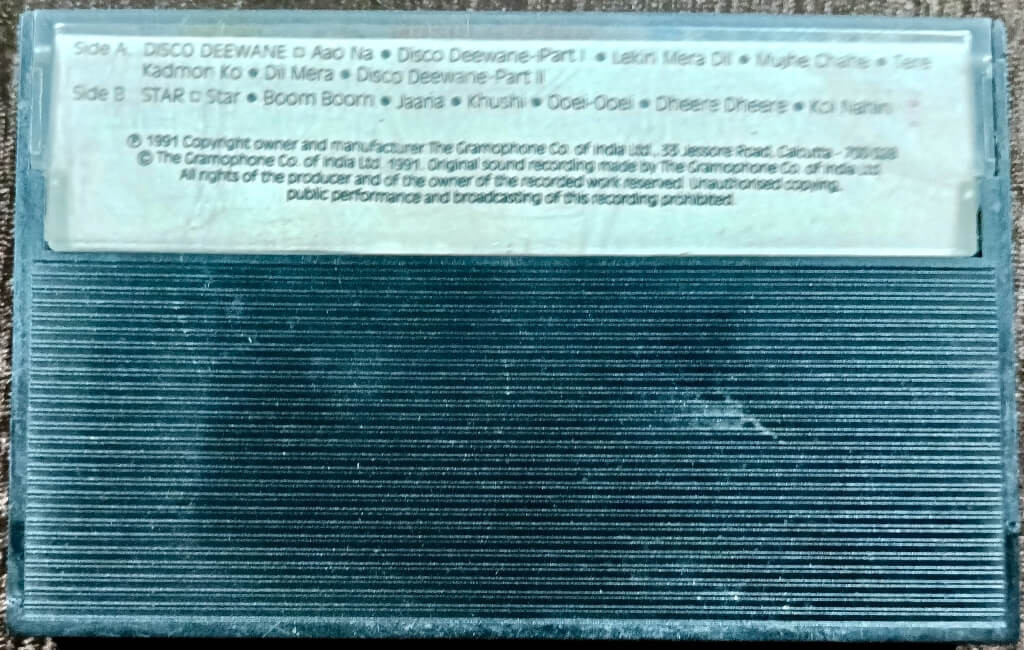 Side A DISCO DEEWANE □ Aao Na • Disco Deewane-Part I • Lekin Mera Dil • Mujhe Chahe • Tere
Kadmon Ko • Dil Mera • Disco Deewane-Part II
Side B STAR □ Star • Boom Boom • Jaana • Khushi • Ooei-Ooei • Dheere Dheere • Koi Nahin
℗ 1991 Copyright owner and manufacturer The Gramophone Co. of India Ltd., 33 Jessore Road, Calcutta - 700 028
© The Gramophone Co. of India Ltd. 1991. Original sound recording made by The Gramophone Co. of India Ltd.
All rights of the producer and of the owner of the recorded work reserved. Unauthorised copying,
public performance and broadcasting of this recording prohibited.